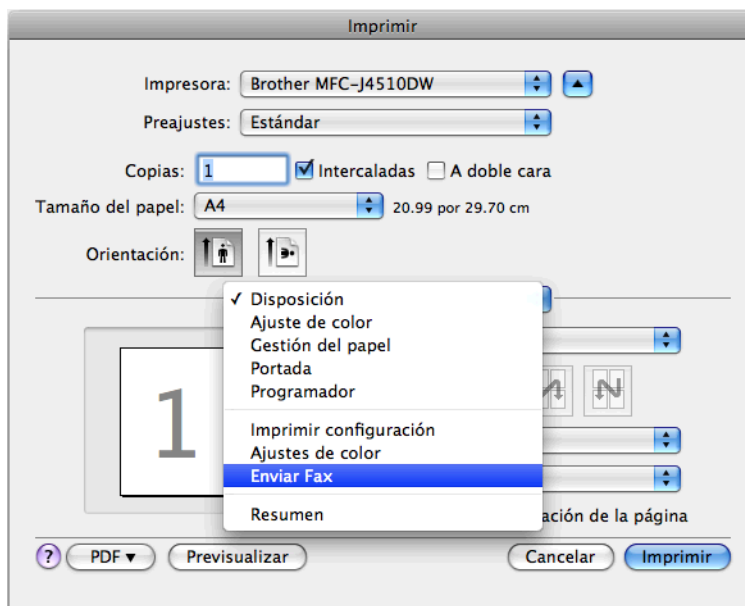 Imprimir
Impresora: Brother MFC-J4510DW
Preajustes: Estándar
Copias: 1 Intercaladas A doble cara
Tamaño del papel: A4 20.99 por 29.70 cm
Orientación:
✓ Disposición
Ajuste de color
Gestión del papel
Portada
Programador
Imprimir configuración
Ajustes de color
Enviar Fax
Resumen
1
de la página
? PDF ▼ Previsualizar Cancelar Imprimir